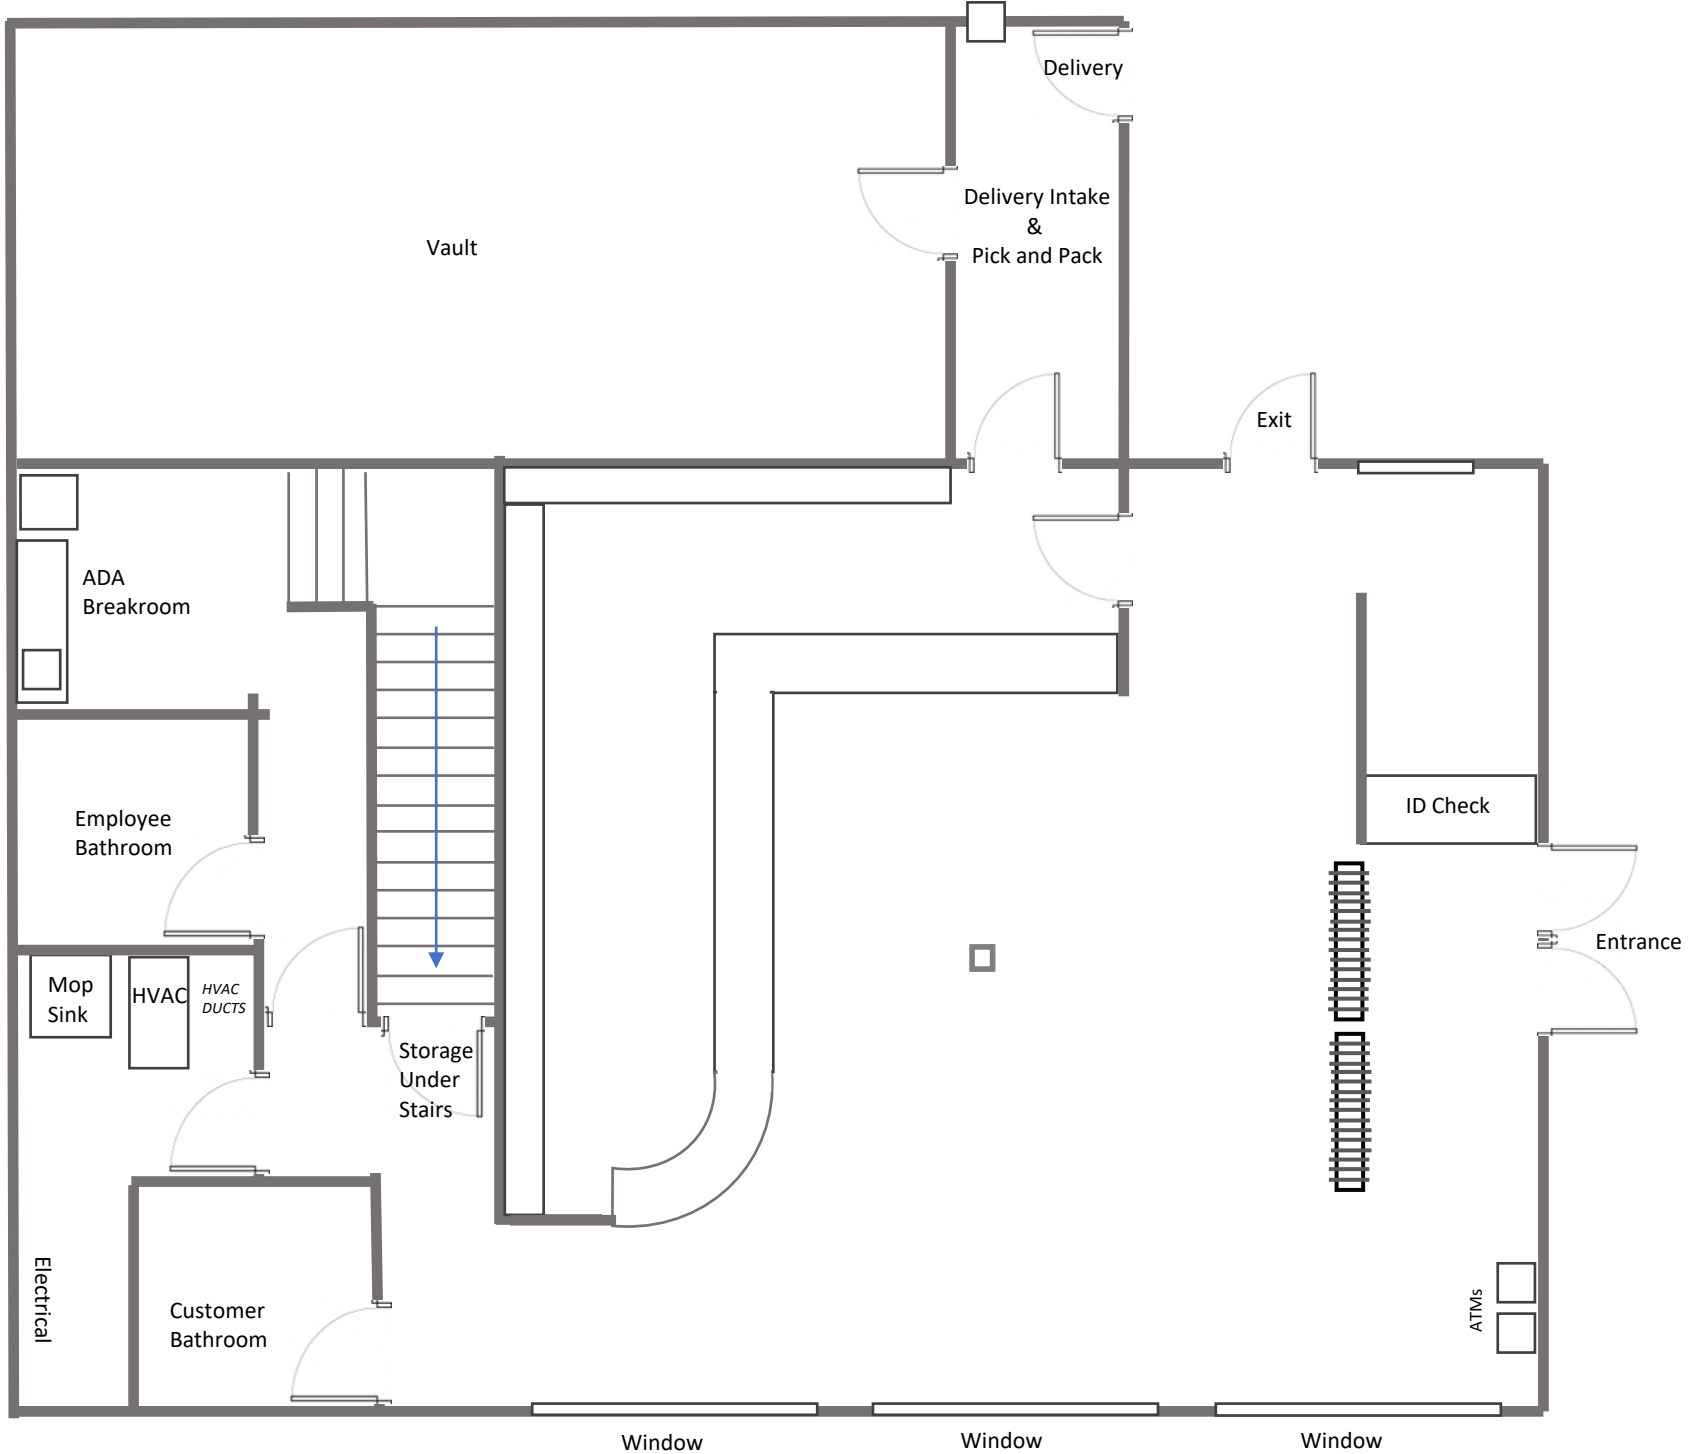 Delivery
Delivery Intake
&
Pick and Pack
Vault
Exit
ADA
Breakroom
ID Check
Employee
Bathroom
Entrance
Mop
Sink
HVAC
HVAC
DUCTS
Storage
Under
Stairs
Electrical
Customer
Bathroom
ATMs
Window
Window
Window